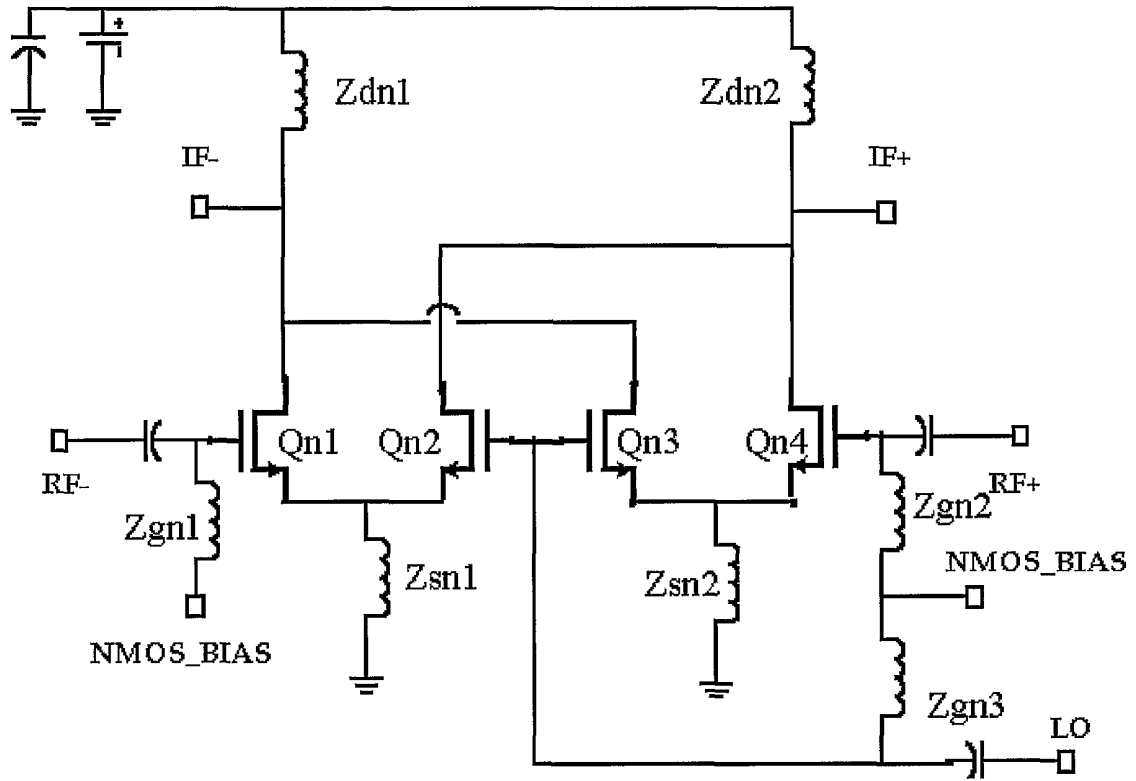 +
Zdn1
Zdn2
IF-
IF+
Qn1
Qn2
Qn3
Qn4
RF-
RF+
Zgn1
Zgn2
Zsn1
Zsn2
NMOS_BIAS
NMOS_BIAS
Zgn3
LO